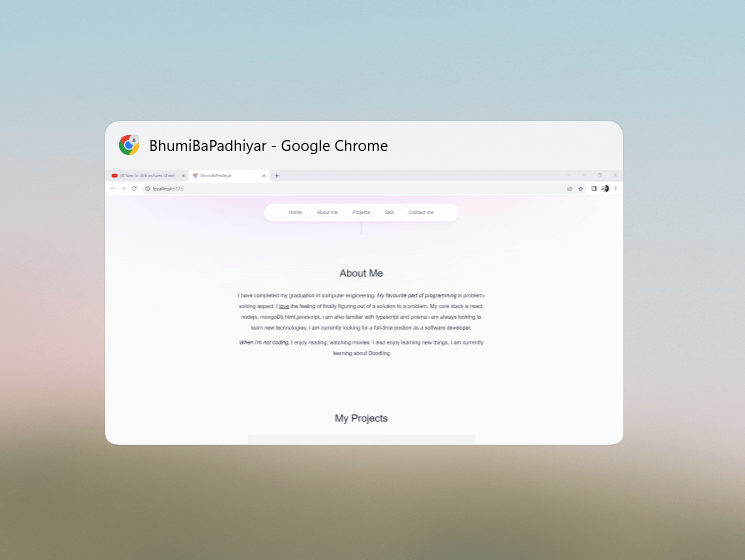 BhumiBaPadhiyar - Google Chrome
BhumiBaPadhiyar
localhost:5173
Home About me Projects Skill Contact me
About Me
I have completed my graduation in computer engineering. My favourite part of programming is problem-
solving aspect. I love the feeling of finally figuring out of a solution to a problem. My core stack is react,
nodejs, mongoDb,html,javascript. i am also familiar with typescript and prisma i am always looking to
learn new technologies. I am currently looking for a full-time postion as a software developer.
When I'm not coding, I enjoy reading, watching movies. I also enjoy learning new things, I am currently
learning about Doodling.
My Projects